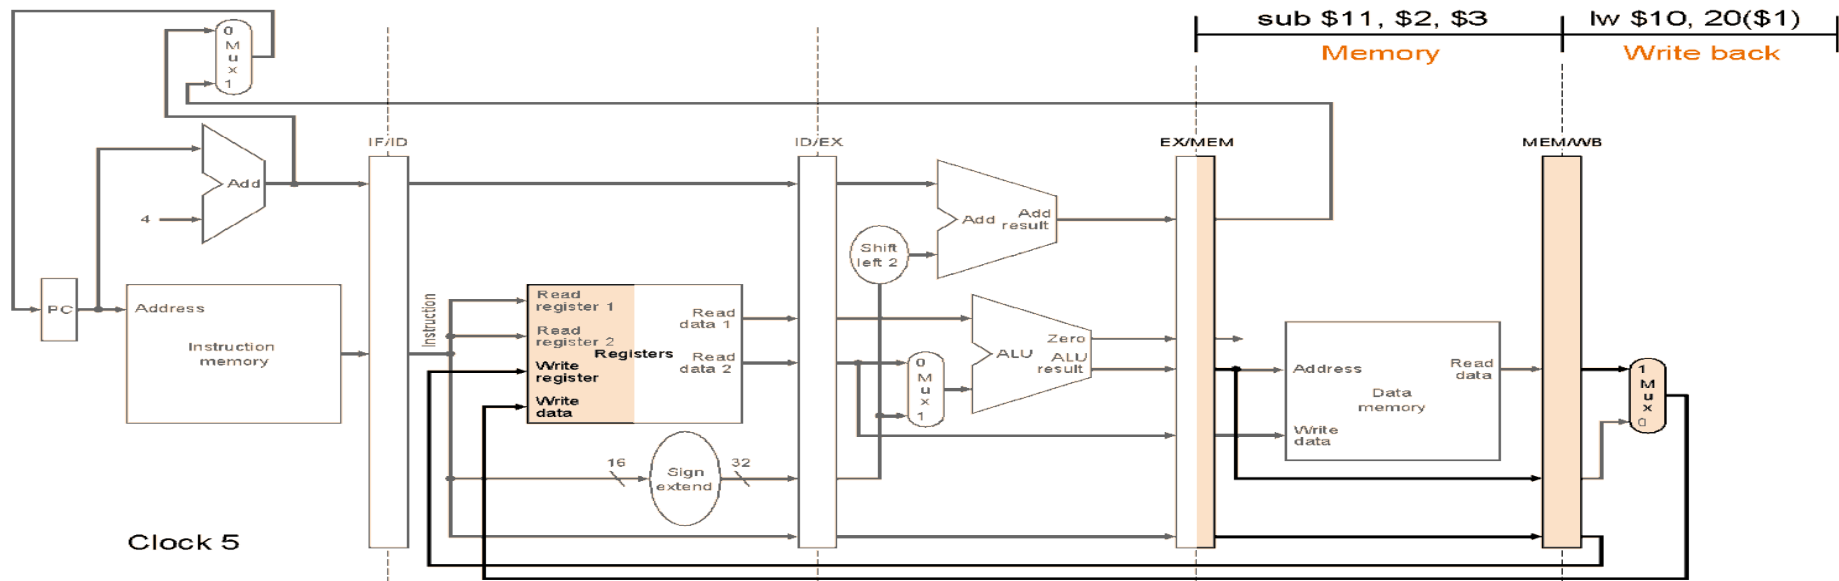 sub $11, $2, $3
lw $10, 20($1)
Memory
Write back
0
M
u
x
1
IF/ID
ID/EX
EX/MEM
MEM/WB
Add
4
Add
Add
result
Shift
left 2
PC
Address
Instruction
memory
Instruction
Read
register 1
Read
register 2
Registers
Write
register
Write
data
Read
data 1
Read
data 2
0
M
u
x
1
Zero
ALU
ALU
result
Address
Read
data
Data
memory
Write
data
1
M
u
x
0
16
Sign
extend
32
Clock 5